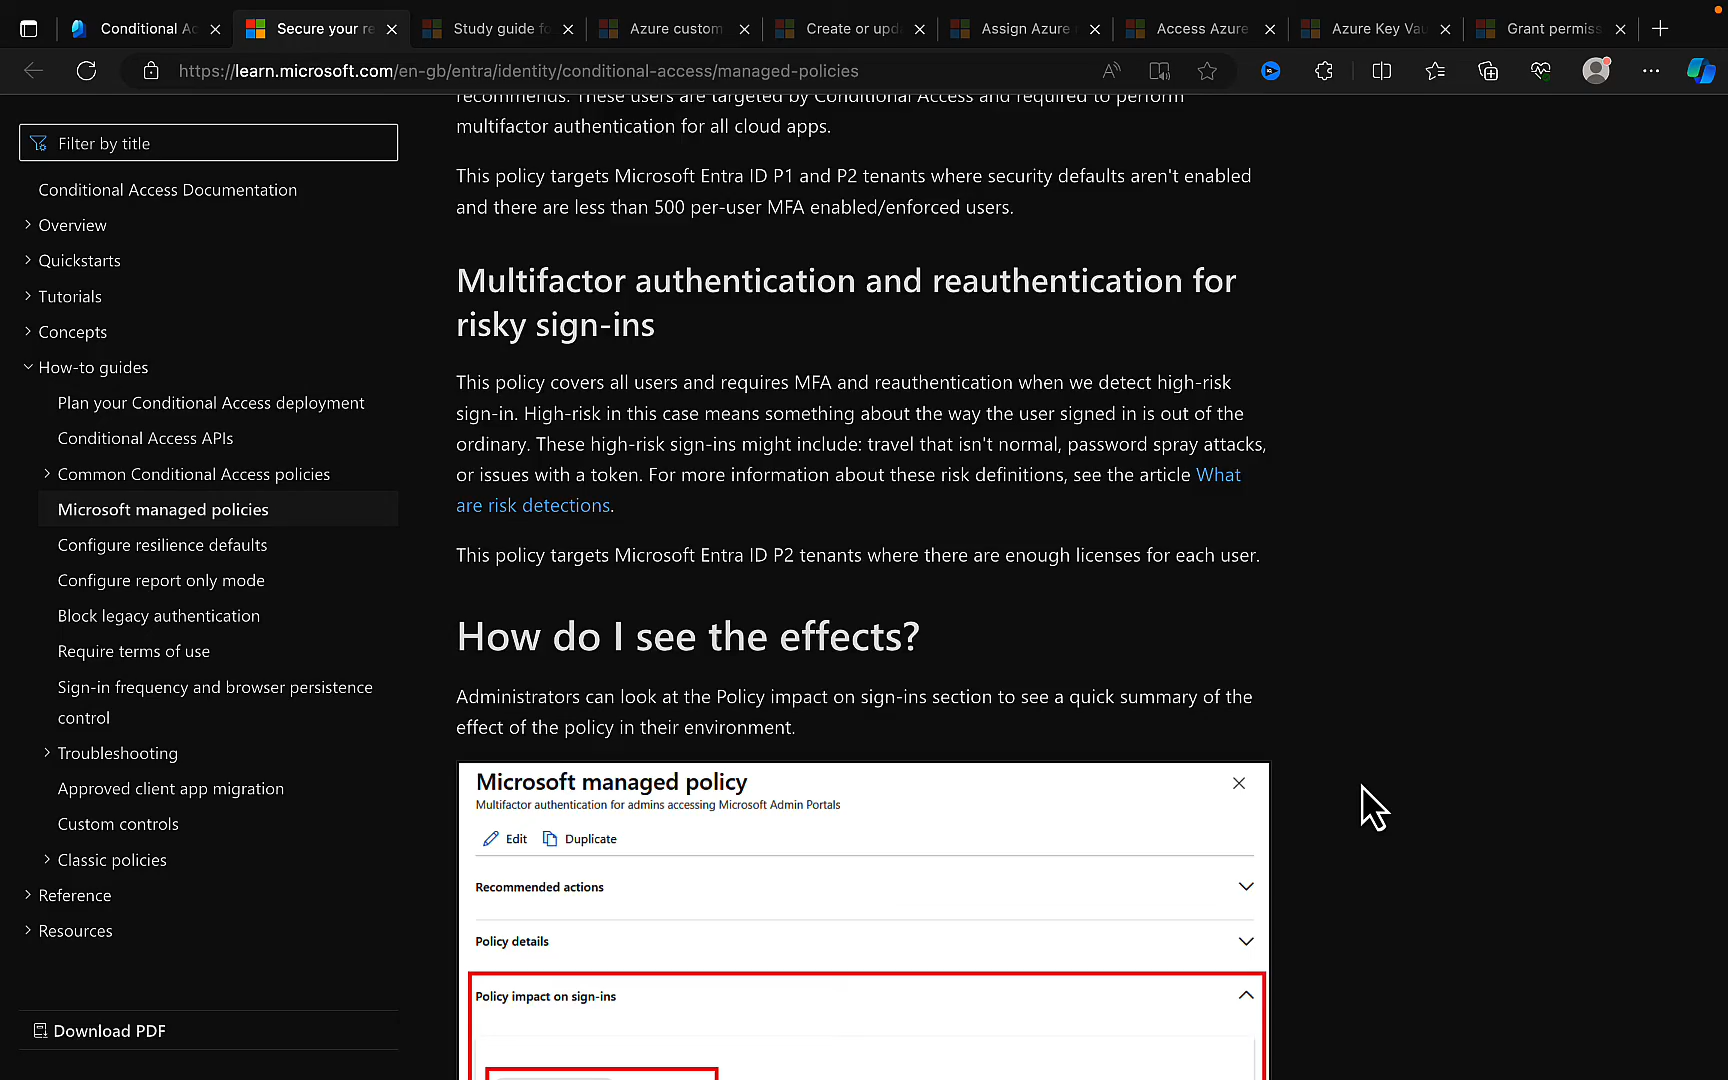 Conditional Ac
Secure your re
Study guide fo
Azure custom
Create or upd
Assign Azure
Access Azure
Azure Key Vau
Grant permiss
https://learn.microsoft.com/en-gb/entra/identity/conditional-access/managed-policies
Filter by title
Conditional Access Documentation
Overview
Quickstarts
Tutorials
Concepts
How-to guides
Plan your Conditional Access deployment
Conditional Access APIs
Common Conditional Access policies
Microsoft managed policies
Configure resilience defaults
Configure report only mode
Block legacy authentication
Require terms of use
Sign-in frequency and browser persistence
control
Troubleshooting
Approved client app migration
Custom controls
Classic policies
Reference
Resources
Download PDF
recommends. These users are targeted by Conditional Access and required to perform
multifactor authentication for all cloud apps.
This policy targets Microsoft Entra ID P1 and P2 tenants where security defaults aren't enabled
and there are less than 500 per-user MFA enabled/enforced users.
Multifactor authentication and reauthentication for
risky sign-ins
This policy covers all users and requires MFA and reauthentication when we detect high-risk
sign-in. High-risk in this case means something about the way the user signed in is out of the
ordinary. These high-risk sign-ins might include: travel that isn't normal, password spray attacks,
or issues with a token. For more information about these risk definitions, see the article What
are risk detections.
This policy targets Microsoft Entra ID P2 tenants where there are enough licenses for each user.
How do I see the effects?
Administrators can look at the Policy impact on sign-ins section to see a quick summary of the
effect of the policy in their environment.
Microsoft managed policy
Multifactor authentication for admins accessing Microsoft Admin Portals
Edit
Duplicate
Recommended actions
Policy details
Policy impact on sign-ins